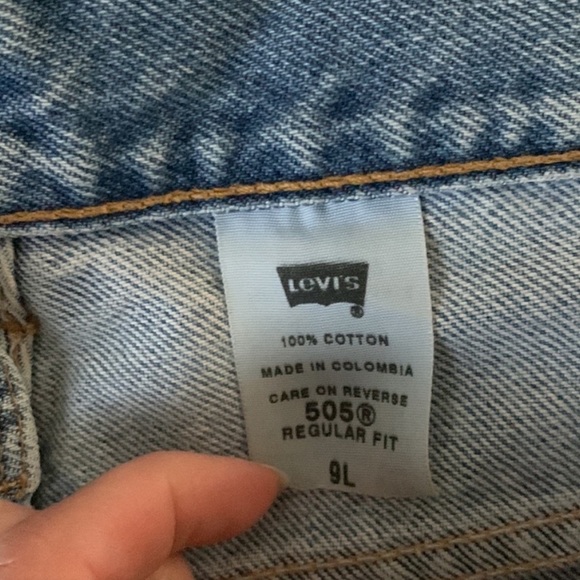 LeVI'S
®
100% COTTON
MADE IN COLOMBIA
CARE ON REVERSE
505®
REGULAR FIT
9L